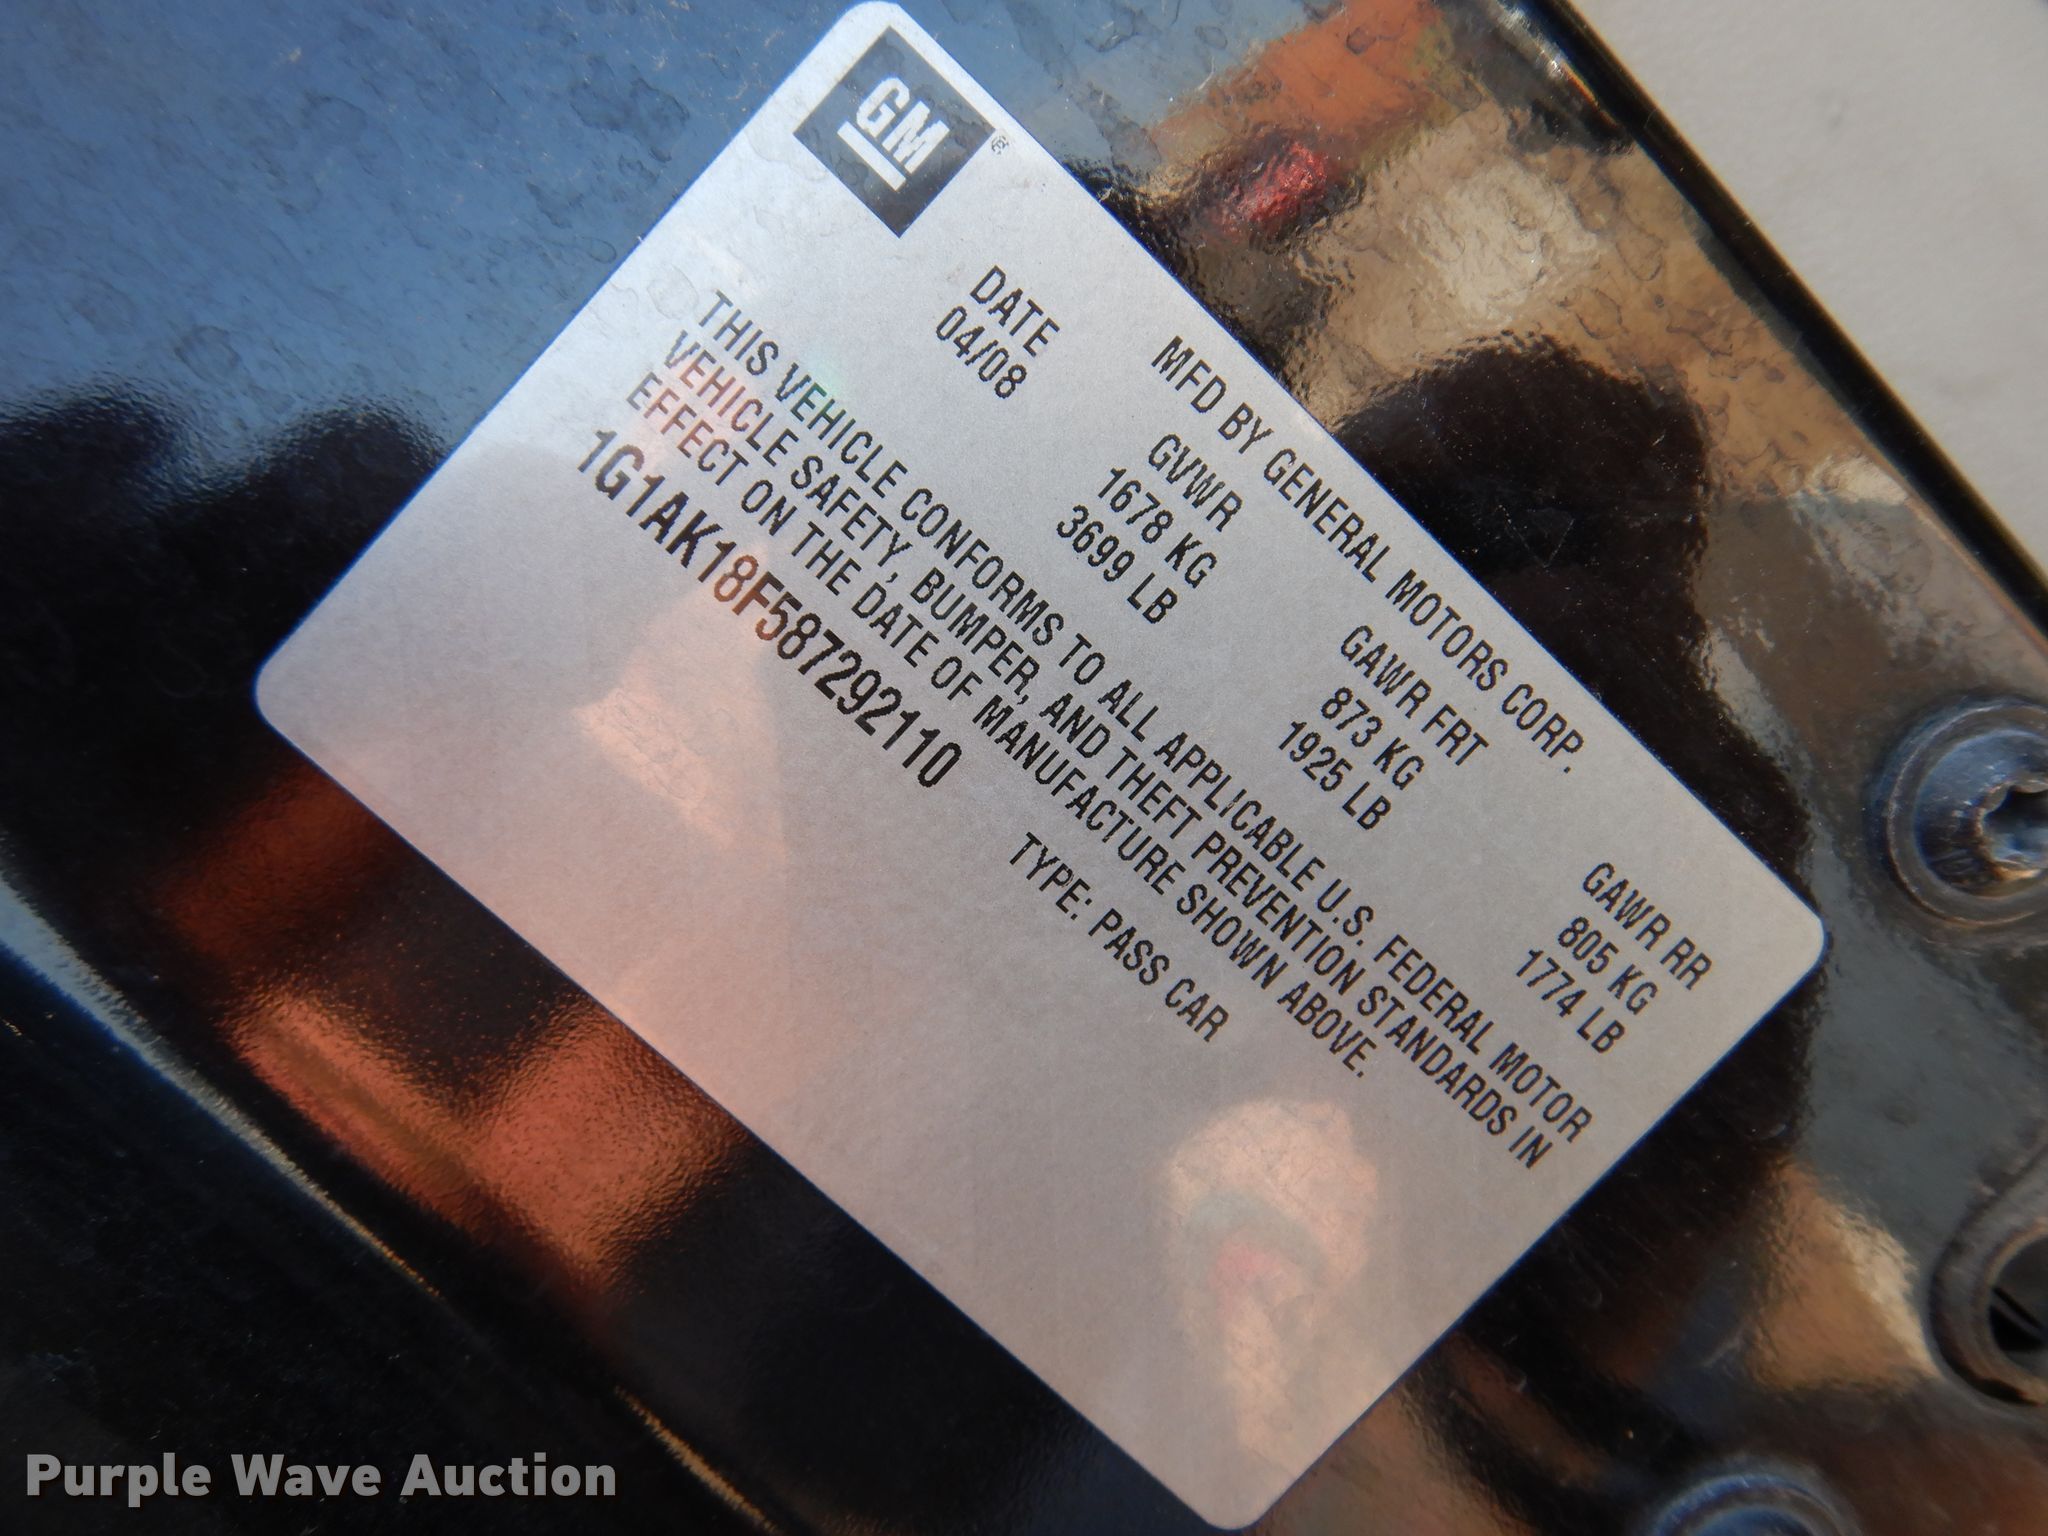 GM®
MFD BY GENERAL MOTORS CORP.
DATE GVWR GAWR FRT GAWR RR
04/08 1678 KG 873 KG 805 KG
3699 LB 1925 LB 1774 LB
THIS VEHICLE CONFORMS TO ALL APPLICABLE U.S. FEDERAL MOTOR
VEHICLE SAFETY, BUMPER, AND THEFT PREVENTION STANDARDS IN
EFFECT ON THE DATE OF MANUFACTURE SHOWN ABOVE.
1G1AK18F587292110 TYPE: PASS CAR
Purple Wave Auction